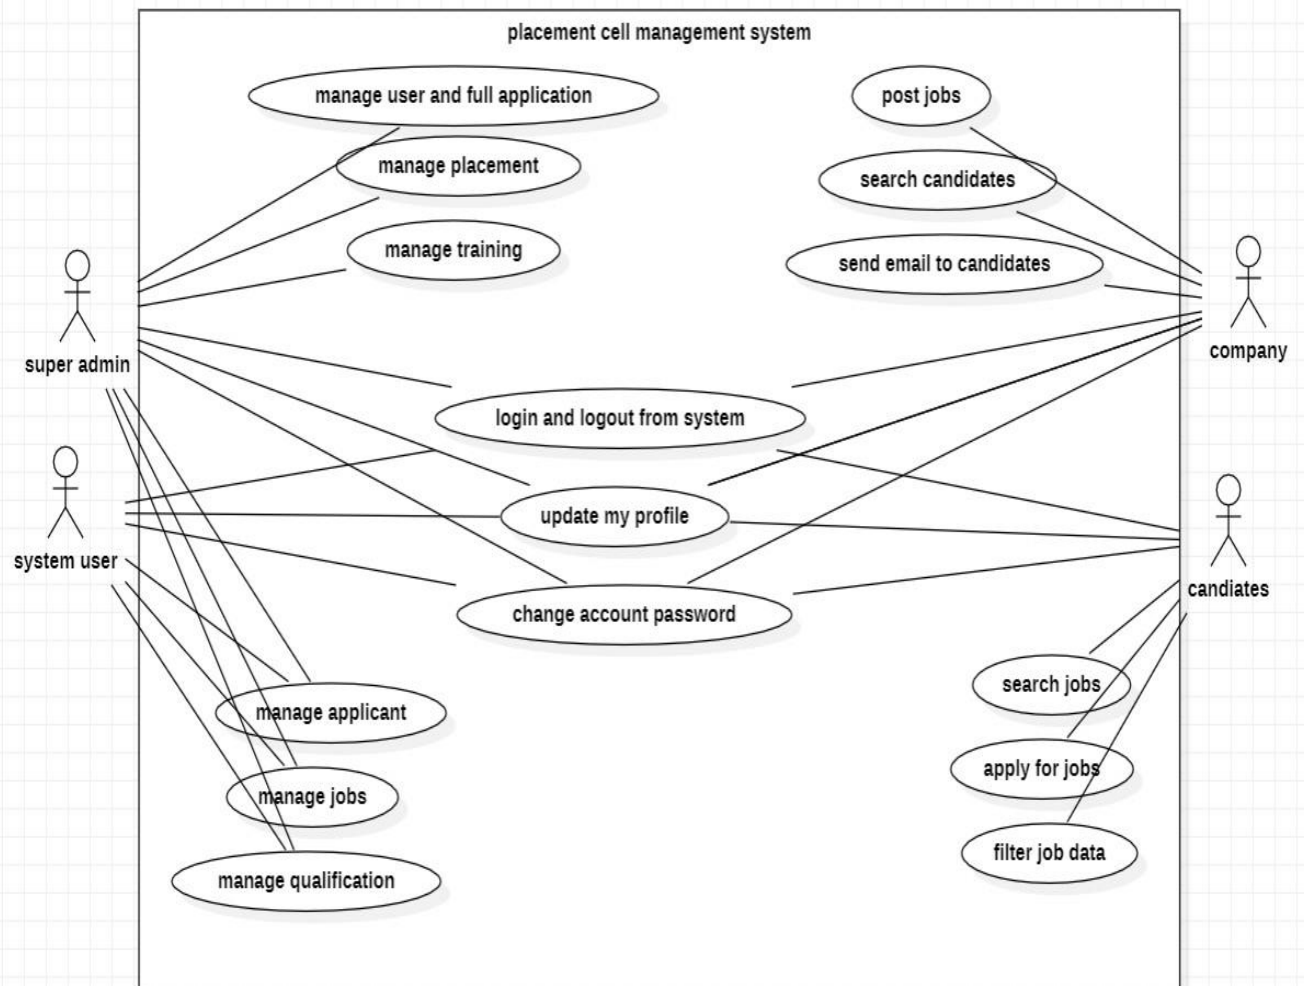 placement cell management system
manage user and full application
post jobs
manage placement
search candidates
manage training
send email to candidates
super admin
company
login and logout from system
update my profile
system user
candiates
change account password
search jobs
manage applicant
apply for jobs
manage jobs
filter job data
manage qualification